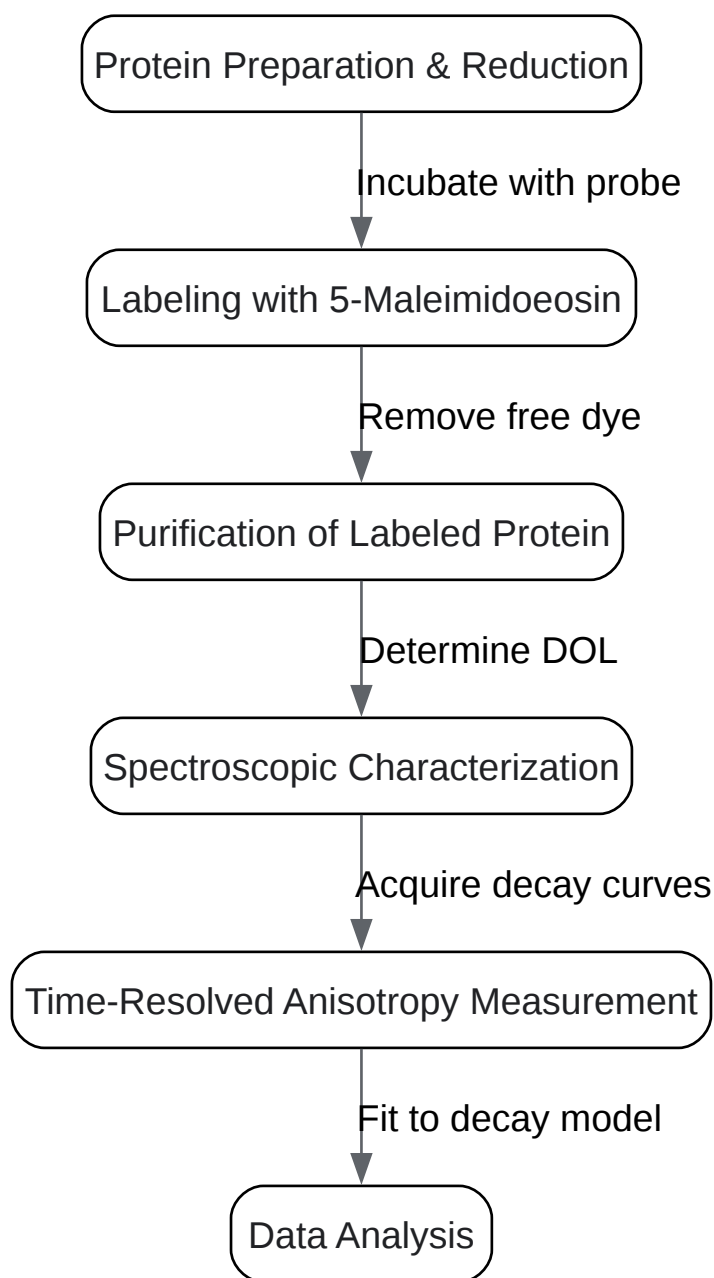 Protein Preparation & Reduction
Incubate with probe
Labeling with 5-Maleimidoeosin
Remove free dye
Purification of Labeled Protein
Determine DOL
Spectroscopic Characterization
Acquire decay curves
Time-Resolved Anisotropy Measurement
Fit to decay model
Data Analysis